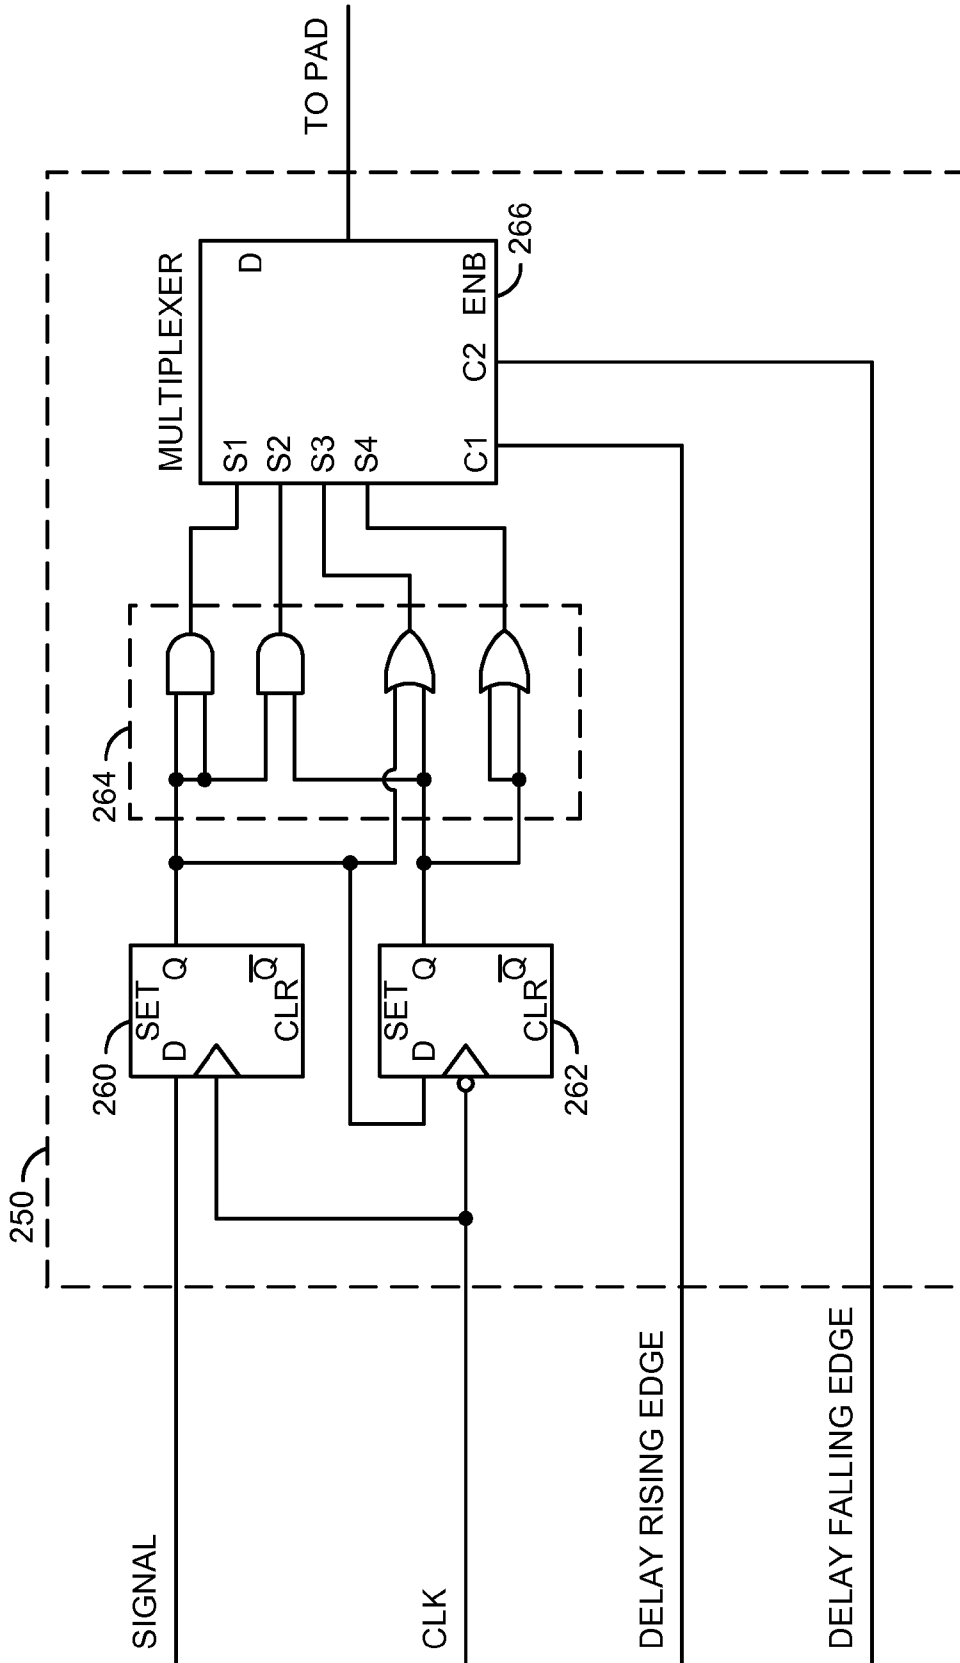 250
SIGNAL
CLK
DELAY RISING EDGE
DELAY FALLING EDGE
260
SET
D
Q
Q
CLR
262
SET
D
Q
Q
CLR
264
MULTIPLEXER
S1
S2
S3
S4
D
C1
C2
ENB
266
TO PAD